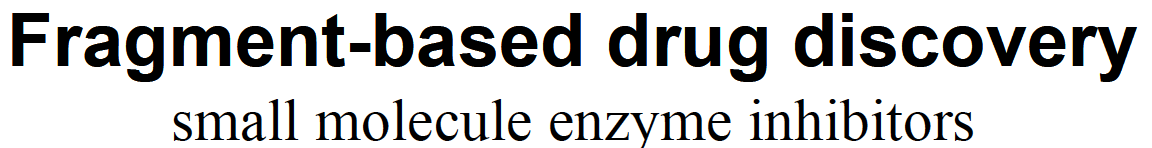 Fragment-based drug discovery
small molecule enzyme inhibitors